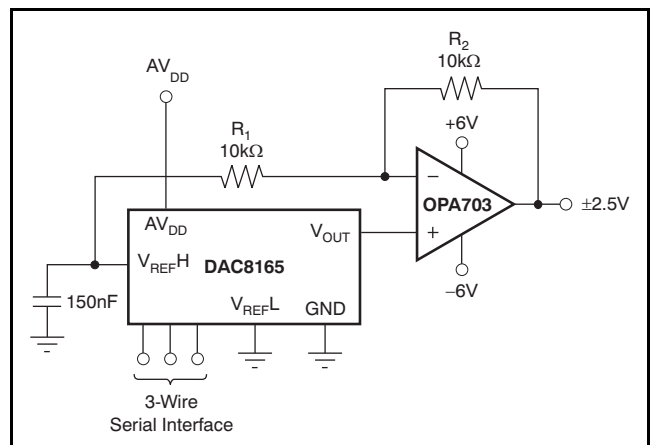 R2
10kΩ
AVDD
+6V
R1
10kΩ
−
OPA703
±2.5V
AVDD
VOUT
+
VREFH
DAC8165
−6V
150nF
VREFL
GND
3-Wire
Serial Interface